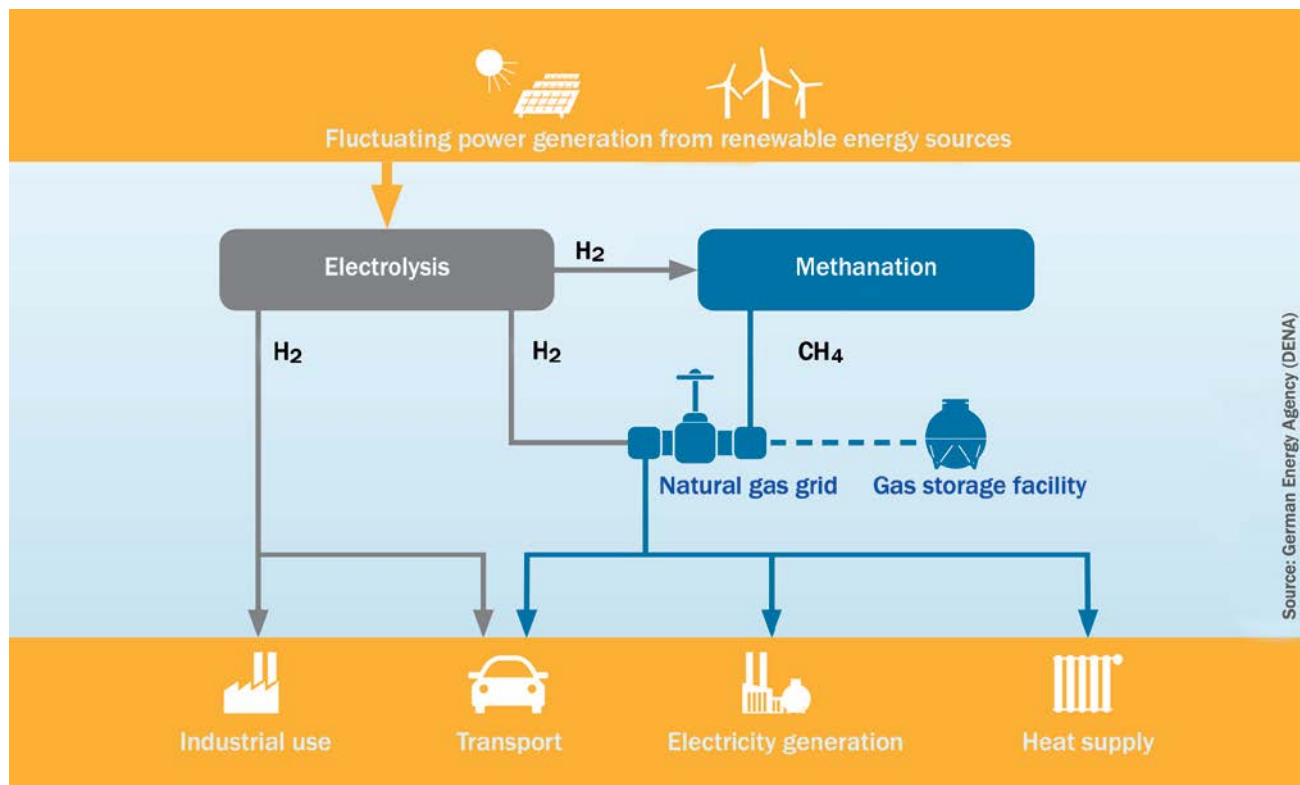 Fluctuating power generation from renewable energy sources
Electrolysis
H2
Methanation
H2
H2
CH4
Natural gas grid
Gas storage facility
Industrial use
Transport
Electricity generation
Heat supply
Source: German Energy Agency (DENA)